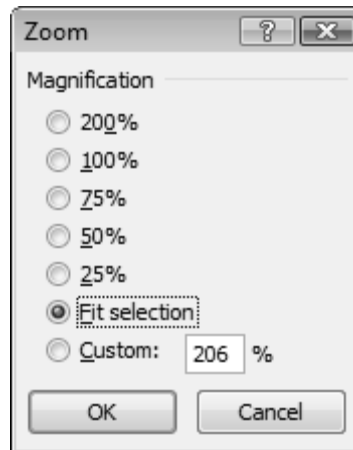 Zoom ?
Magnification
200%
100%
75%
50%
25%
Fit selection
Custom: 206 %
OK Cancel